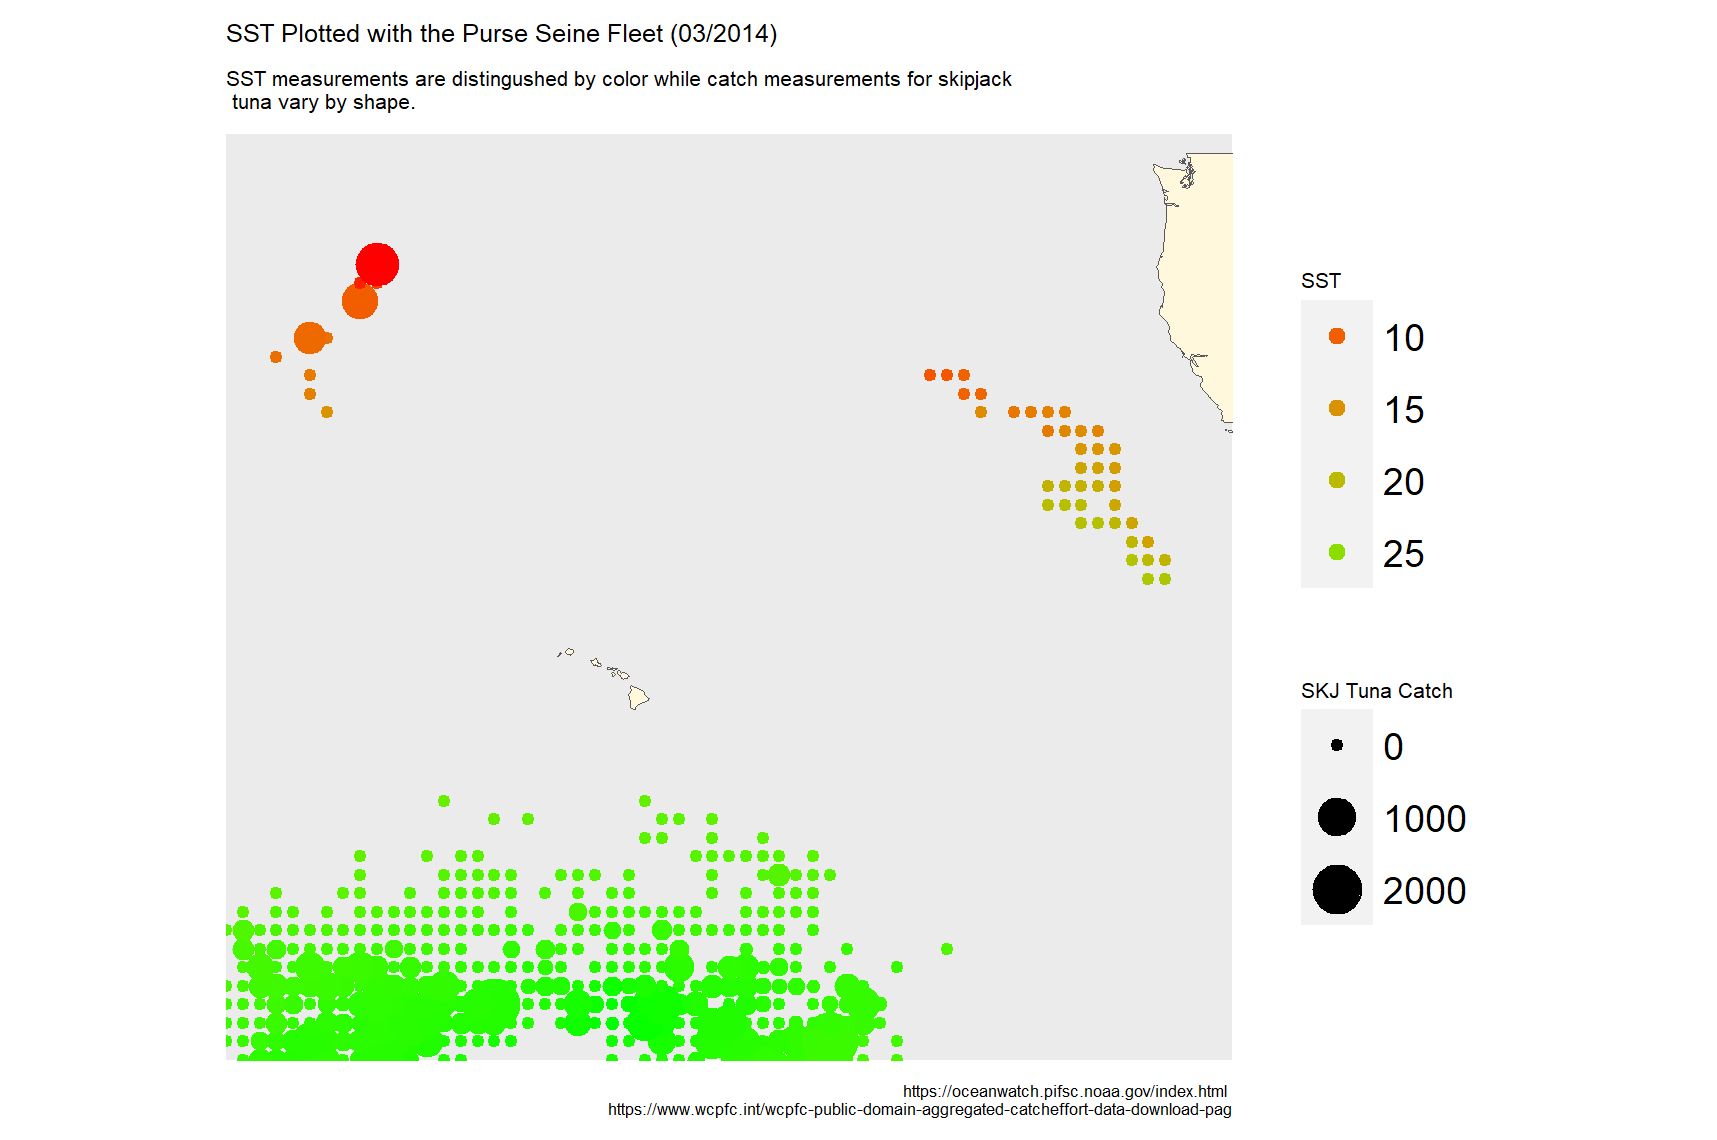 SST Plotted with the Purse Seine Fleet (03/2014)
SST measurements are distingushed by color while catch measurements for skipjack
tuna vary by shape.
SST
10
15
20
25
SKJ Tuna Catch
0
1000
2000
https://oceanwatch.pifsc.noaa.gov/index.html
https://www.wcpfc.int/wcpfc-public-domain-aggregated-catcheffort-data-download-pag